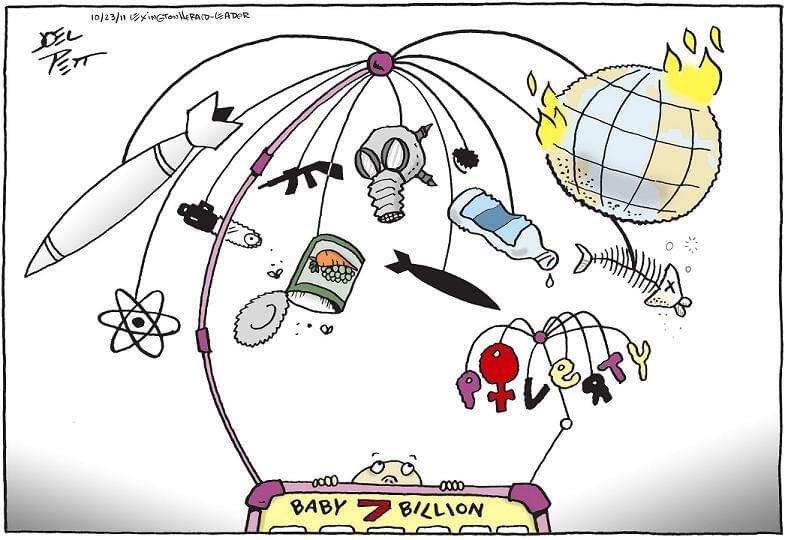 10/23/11 LEXINGTON HERALD-LEADER
JOEL
PETT
POVERTY
BABY 7 BILLION